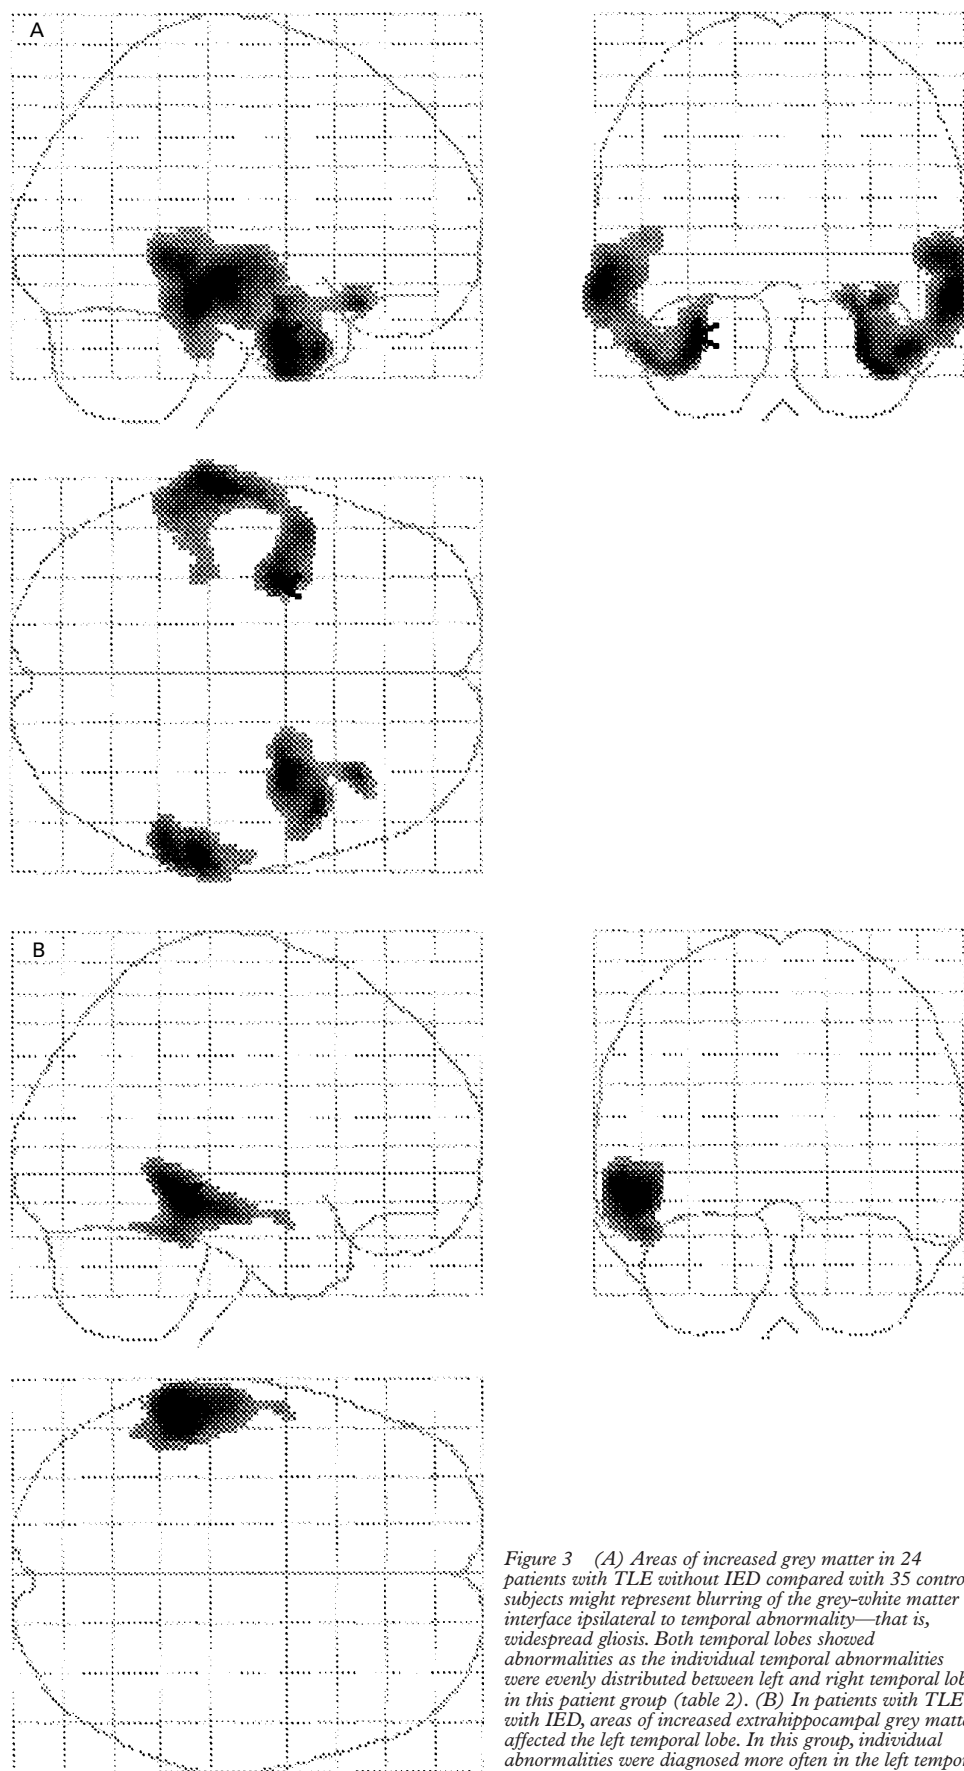 A
B
Figure 3 (A) Areas of increased grey matter in 24
patients with TLE without IED compared with 35 contro
subjects might represent blurring of the grey-white matter
interface ipsilateral to temporal abnormality—that is,
widespread gliosis. Both temporal lobes showed
abnormalities as the individual temporal abnormalities
were evenly distributed between left and right temporal lob
in this patient group (table 2). (B) In patients with TLE
with IED, areas of increased extrahippocampal grey matte
affected the left temporal lobe. In this group, individual
abnormalities were diagnosed more often in the left tempor